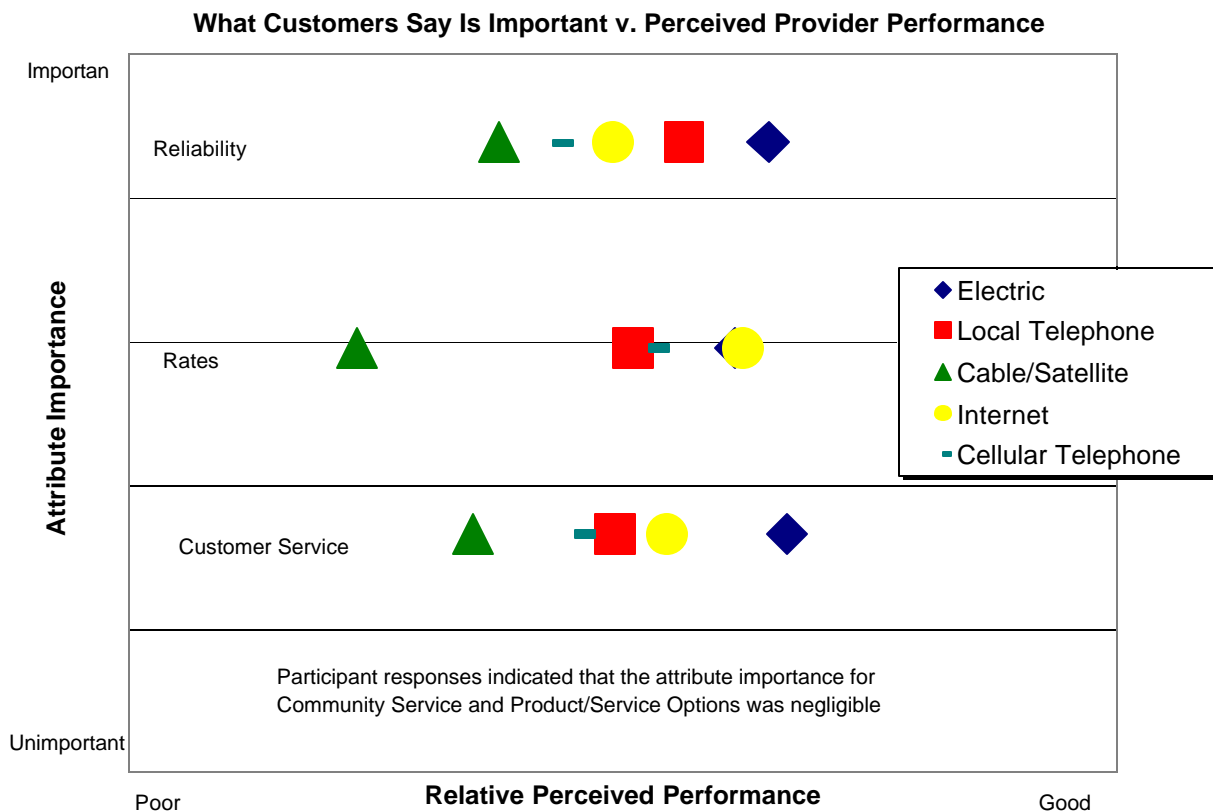 What Customers Say Is Important v. Perceived Provider Performance
Importan
Reliability
Attribute Importance
Electric
Local Telephone
Cable/Satellite
Internet
Cellular Telephone
Rates
Customer Service
Participant responses indicated that the attribute importance for
Community Service and Product/Service Options was negligible
Unimportant
Poor
Relative Perceived Performance
Good